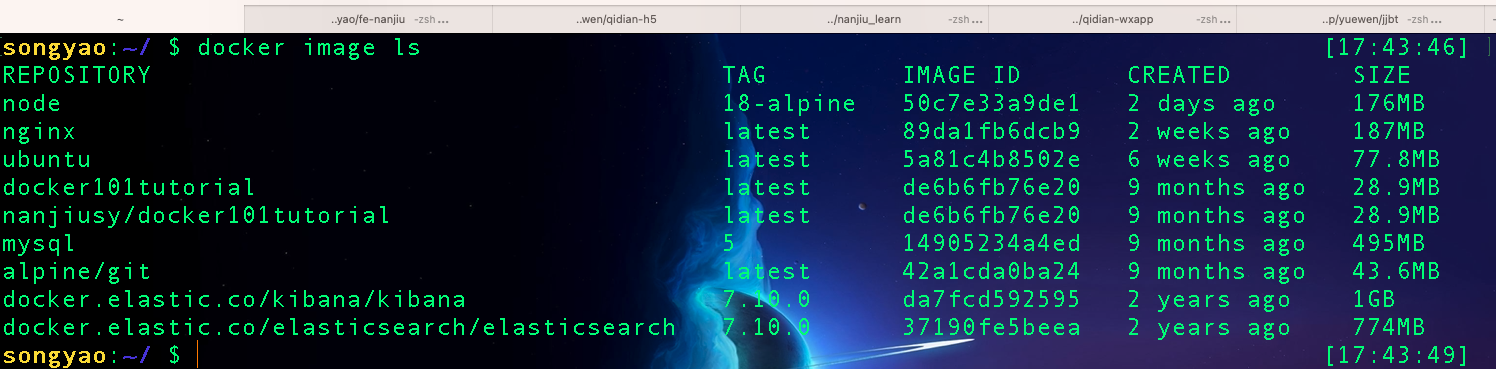 ~ ..yao/fe-nanjiu -zsh... ..wen/qidian-h5 ../nanjiu_learn -zsh... ../qidian-wxapp -zsh... ..p/yuewen/jjbt -zsh...
songyao:~/ $ docker image ls [17:43:46]
REPOSITORY TAG IMAGE ID CREATED SIZE
node 18-alpine 50c7e33a9de1 2 days ago 176MB
nginx latest 89da1fb6dcb9 2 weeks ago 187MB
ubuntu latest 5a81c4b8502e 6 weeks ago 77.8MB
docker101tutorial latest de6b6fb76e20 9 months ago 28.9MB
nanjiusy/docker101tutorial latest de6b6fb76e20 9 months ago 28.9MB
mysql 5 14905234a4ed 9 months ago 495MB
alpine/git latest 42a1cda0ba24 9 months ago 43.6MB
docker.elastic.co/kibana/kibana 7.10.0 da7fcd592595 2 years ago 1GB
docker.elastic.co/elasticsearch/elasticsearch 7.10.0 37190fe5beea 2 years ago 774MB
songyao:~/ $ [17:43:49]